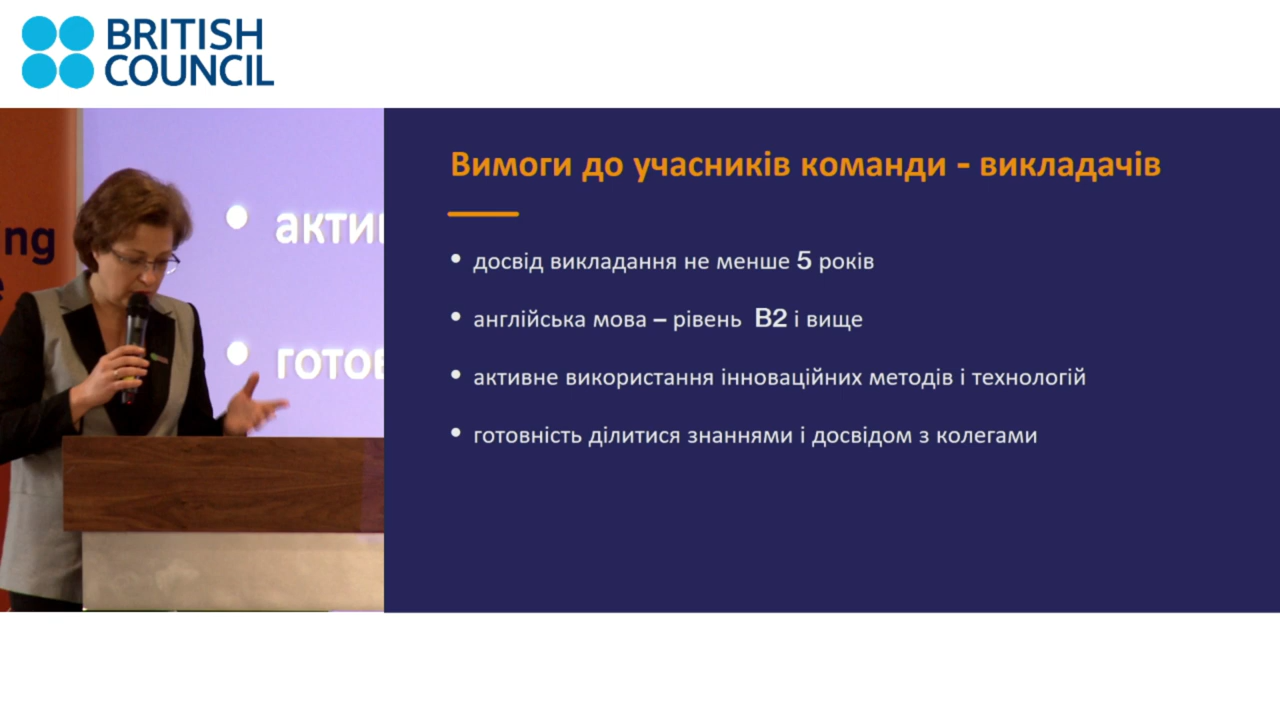 BRITISH
COUNCIL
Вимоги до учасників команди - викладачів
• досвід викладання не менше 5 років
• англійська мова – рівень  B2 і вище
• активне використання інноваційних методів і технологій
• готовність ділитися знаннями і досвідом з колегами
ng
• акти
• готов